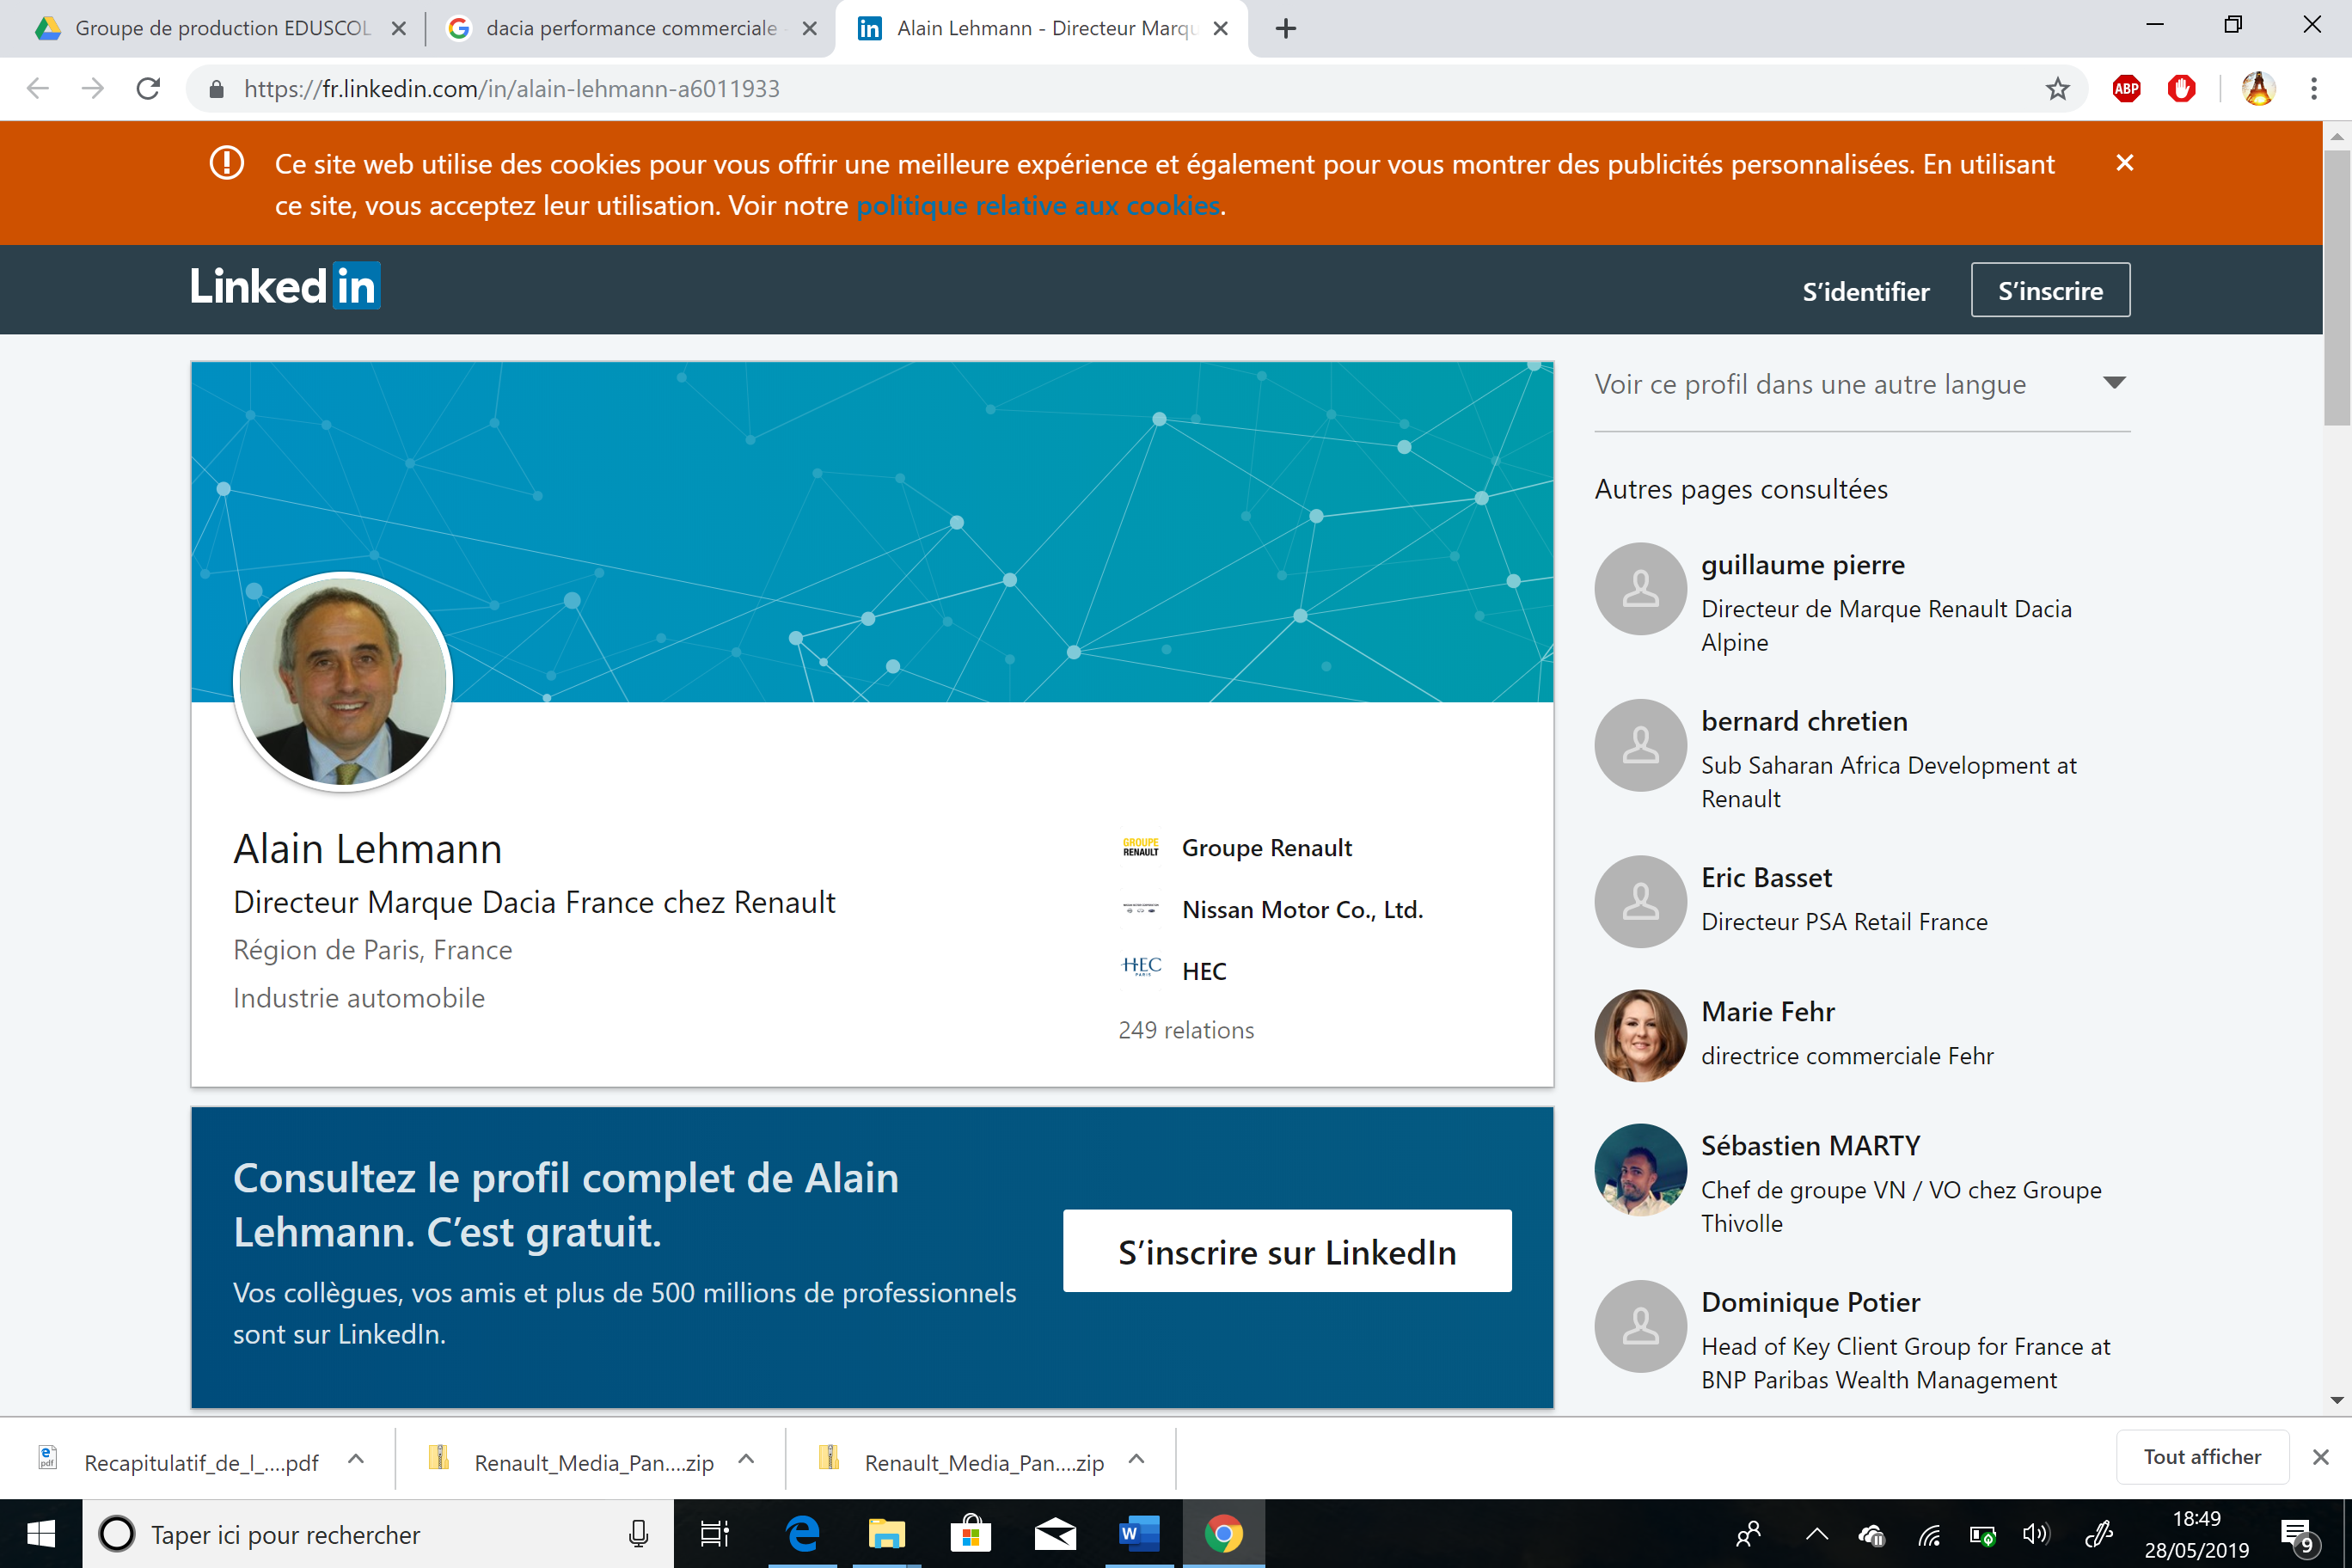 Groupe de production EDUSCOL
dacia performance commerciale -
Alain Lehmann - Directeur Marqu
https://fr.linkedin.com/in/alain-lehmann-a6011933
ABP
Ce site web utilise des cookies pour vous offrir une meilleure expérience et également pour vous montrer des publicités personnalisées. En utilisant
ce site, vous acceptez leur utilisation. Voir notre politique relative aux cookies.
Linked in
S’identifier
S’inscrire
Alain Lehmann
Directeur Marque Dacia France chez Renault
Région de Paris, France
Industrie automobile
GROUPE
RENAULT
Groupe Renault
Nissan Motor Co., Ltd.
HEC
PARIS
HEC
249 relations
Consultez le profil complet de Alain
Lehmann. C’est gratuit.
Vos collègues, vos amis et plus de 500 millions de professionnels
sont sur LinkedIn.
S’inscrire sur LinkedIn
Voir ce profil dans une autre langue
Autres pages consultées
guillaume pierre
Directeur de Marque Renault Dacia
Alpine
bernard chretien
Sub Saharan Africa Development at
Renault
Eric Basset
Directeur PSA Retail France
Marie Fehr
directrice commerciale Fehr
Sébastien MARTY
Chef de groupe VN / VO chez Groupe
Thivolle
Dominique Potier
Head of Key Client Group for France at
BNP Paribas Wealth Management
pdf
Recapitulatif_de_l_....pdf
Renault_Media_Pan....zip
Renault_Media_Pan....zip
Tout afficher
Taper ici pour rechercher
18:49
28/05/2019
9